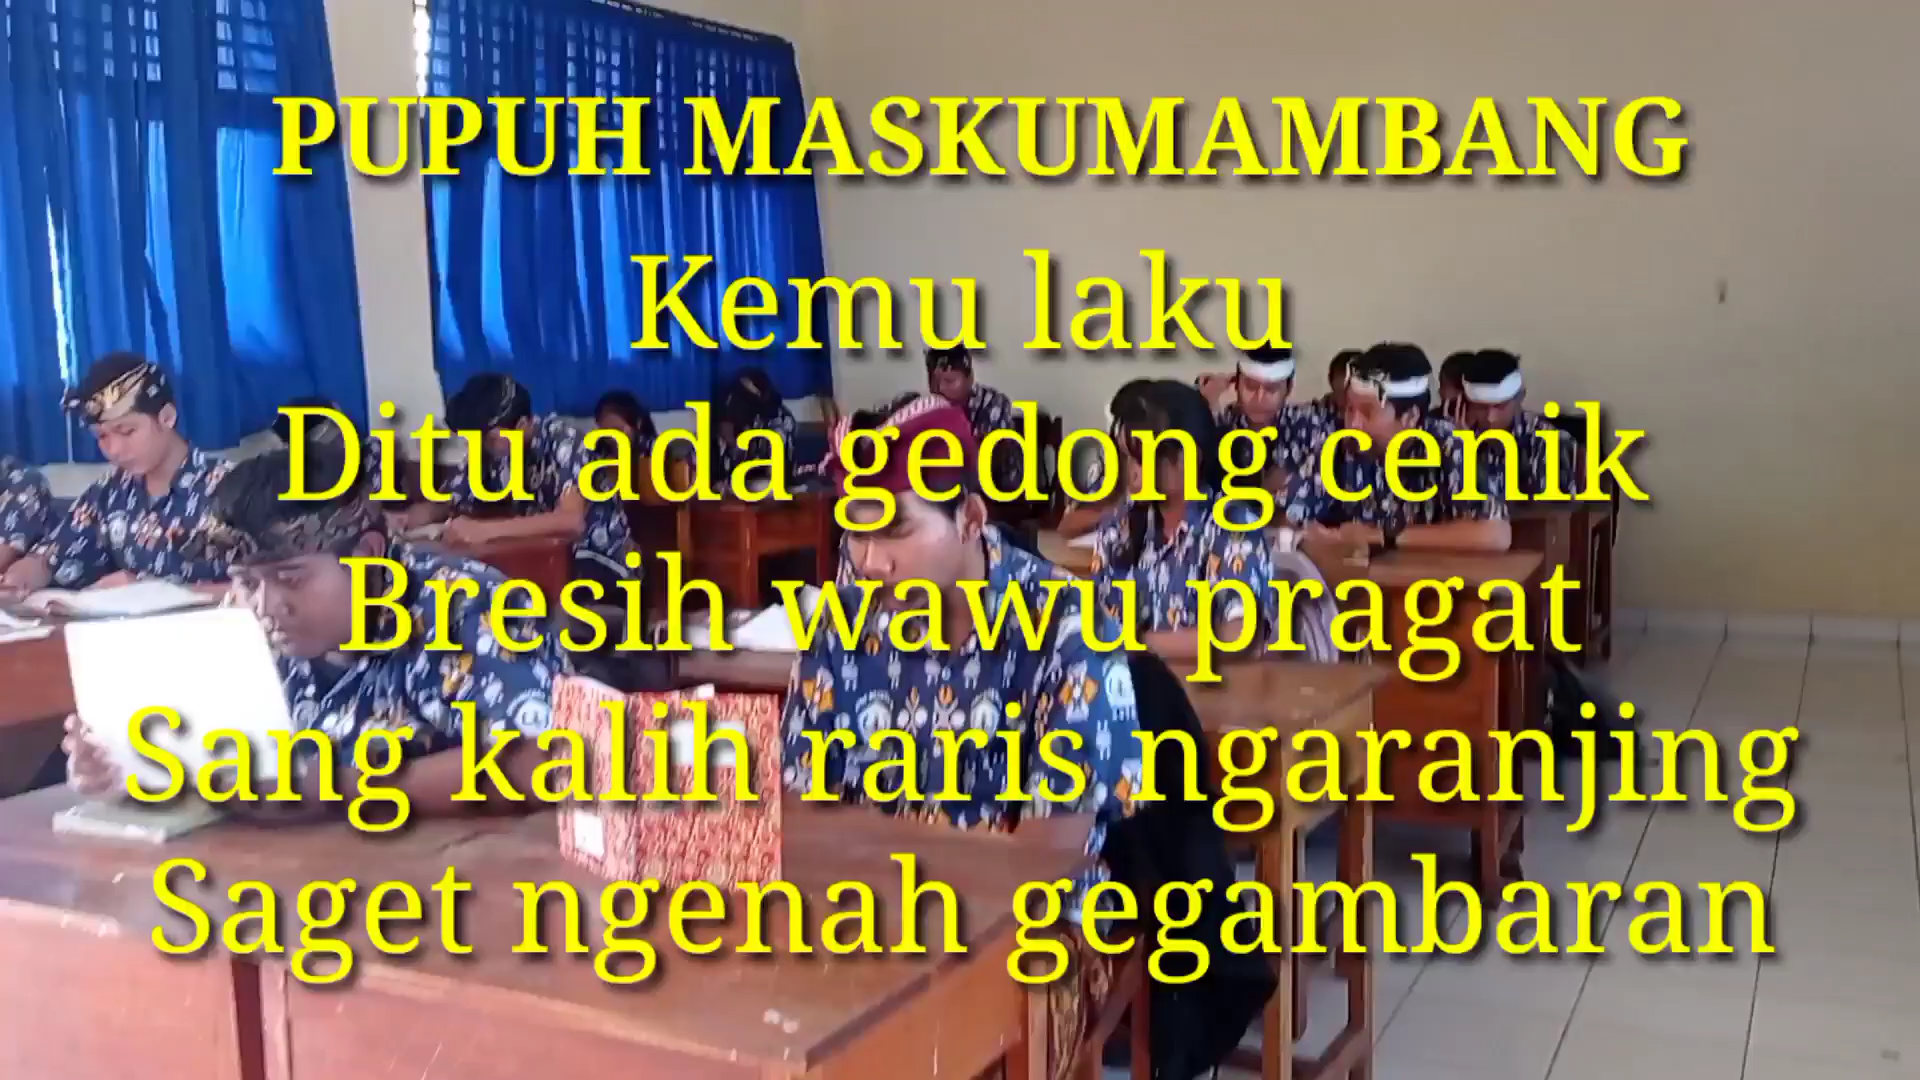 PUPUH MASKUMAMBANG
Kemu laku
Ditu ada gedong cenik
Bresih wawu pragat
Sang kalih raris ngaranjing
Saget ngenah gegambaran